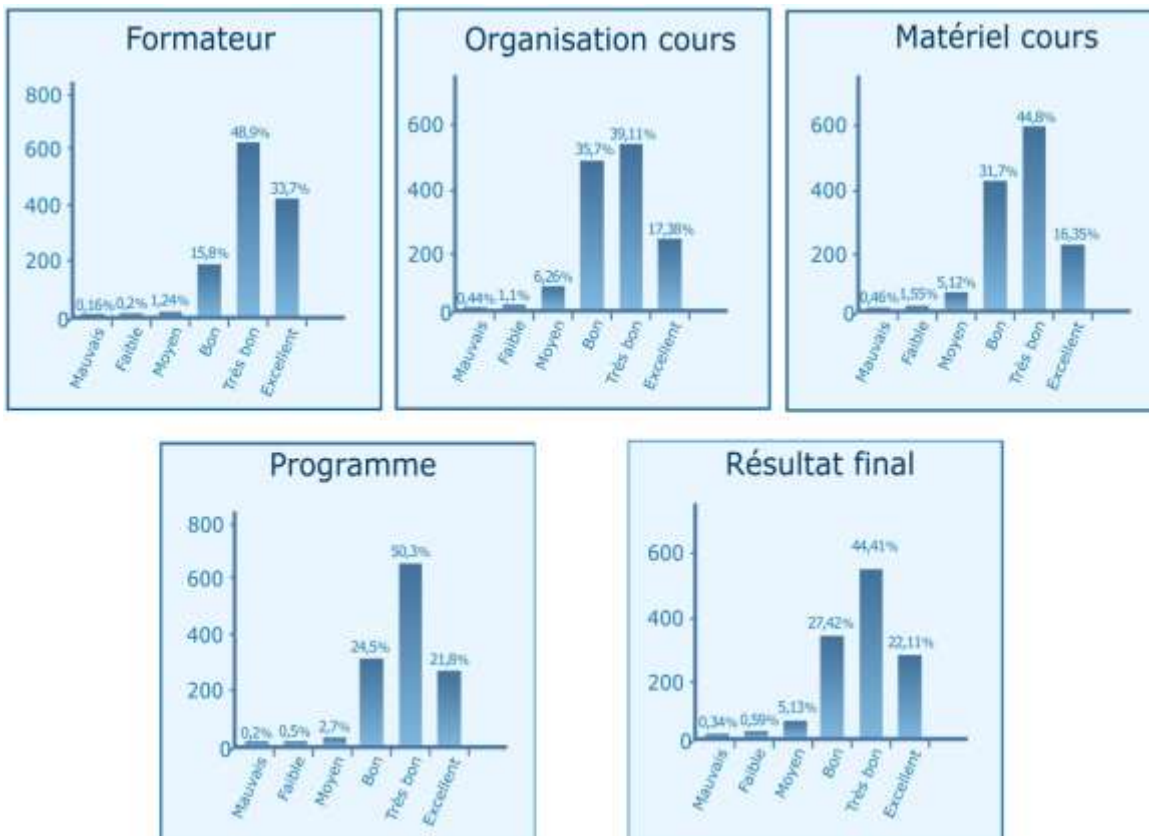 Formateur
800
600
400
200
0
0,16%
0,2%
1,24%
15,8%
48,9%
33,7%
Mauvais
Faible
Moyen
Bon
Très bon
Excellent
Organisation cours
600
400
200
0
0,44%
1,1%
6,26%
35,7%
39,11%
17,38%
Mauvais
Faible
Moyen
Bon
Très bon
Excellent
Matériel cours
600
400
200
0
0,46%
1,55%
5,12%
31,7%
44,8%
16,35%
Mauvais
Faible
Moyen
Bon
Très bon
Excellent
Programme
800
600
400
200
0
0,2%
0,5%
2,7%
24,5%
50,3%
21,8%
Mauvais
Faible
Moyen
Bon
Très bon
Excellent
Résultat final
600
400
200
0
0,34%
0,59%
5,13%
27,42%
44,41%
22,11%
Mauvais
Faible
Moyen
Bon
Très bon
Excellent